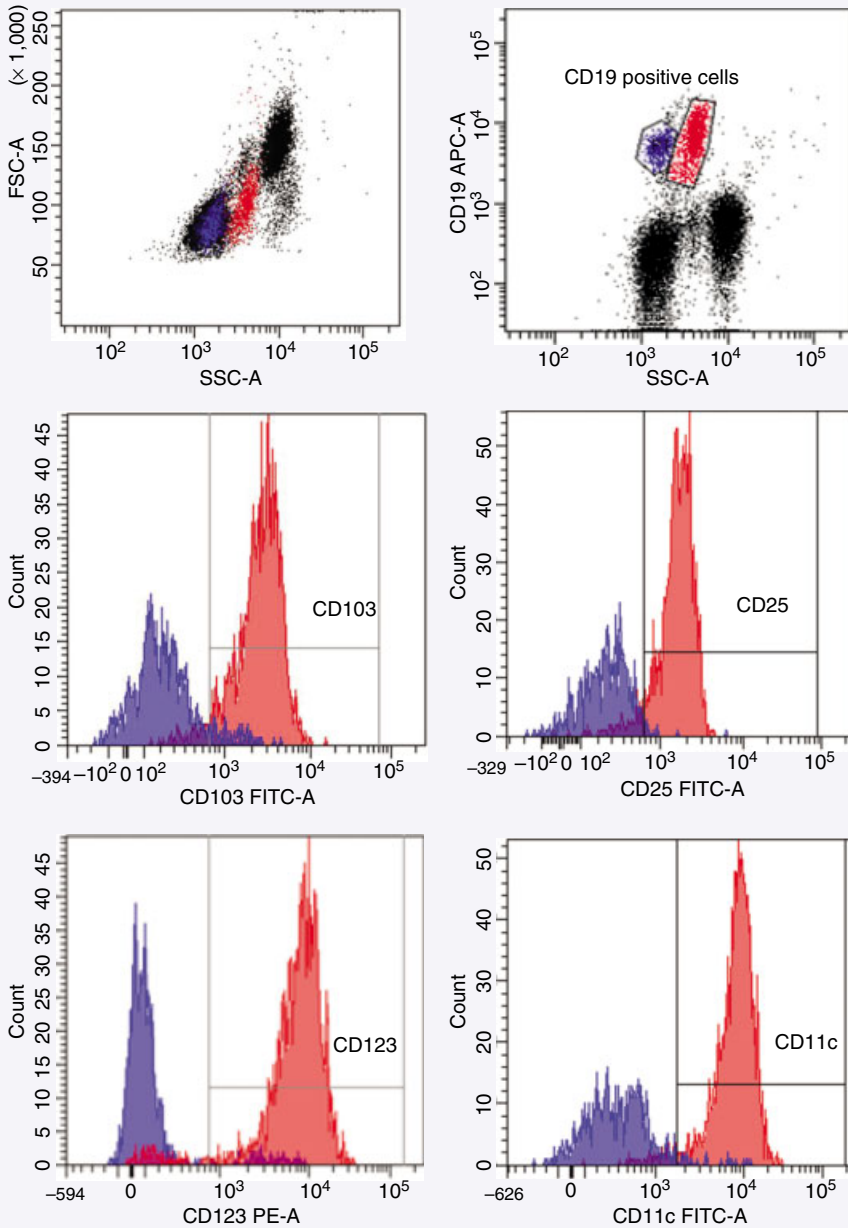 (× 1,000)
FSC-A
250
200
150
100
50
10² 10³ 10⁴ 10⁵
SSC-A
CD19 positive cells
CD19 APC-A
10⁵
10⁴
10³
10²
10² 10³ 10⁴ 10⁵
SSC-A
Count
45
40
35
30
25
20
15
10
5
0
CD103
−394 −10² 0 10² 10³ 10⁴ 10⁵
CD103 FITC-A
Count
50
40
30
20
10
0
CD25
−329 −10² 0 10² 10³ 10⁴ 10⁵
CD25 FITC-A
Count
45
40
35
30
25
20
15
10
5
0
CD123
−594 0 10³ 10⁴ 10⁵
CD123 PE-A
Count
50
40
30
20
10
0
CD11c
−626 0 10³ 10⁴ 10⁵
CD11c FITC-A